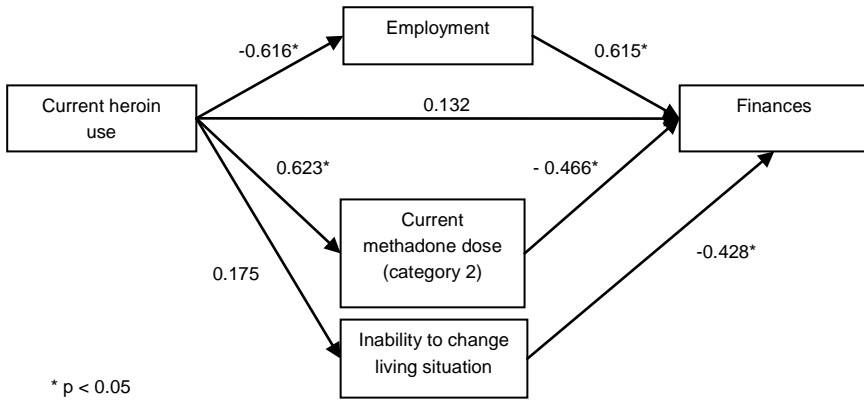 Employment
-0.616*
0.615*
Current heroin
use
0.132
Finances
0.623*
- 0.466*
Current
methadone dose
(category 2)
0.175
-0.428*
Inability to change
living situation
* p < 0.05